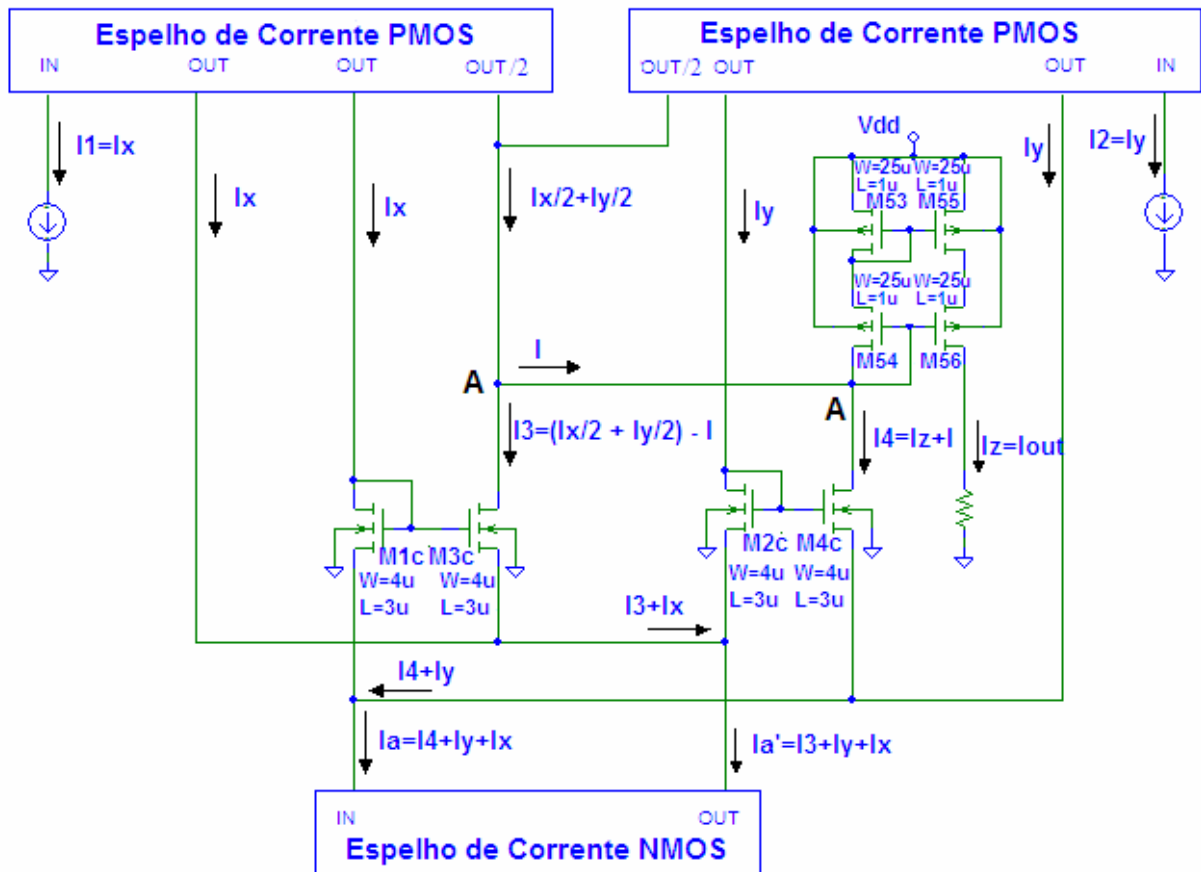 Espelho de Corrente PMOS
IN OUT OUT OUT/2
Espelho de Corrente PMOS
OUT/2 OUT OUT IN
I1=Ix
Ix
Ix
Ix/2+Iy/2
Iy
Vdd
Iy
I2=Iy
W=25u W=25u
L=1u L=1u
M53 M55
W=25u W=25u
L=1u L=1u
M54 M56
I
A
A
I3=(Ix/2 + Iy/2) - I
I4=Iz+I
Iz=Iout
M1c M3c
W=4u W=4u
L=3u L=3u
M2c M4c
W=4u W=4u
L=3u L=3u
I3+Ix
I4+Iy
Ia=I4+Iy+Ix
Ia'=I3+Iy+Ix
IN OUT
Espelho de Corrente NMOS